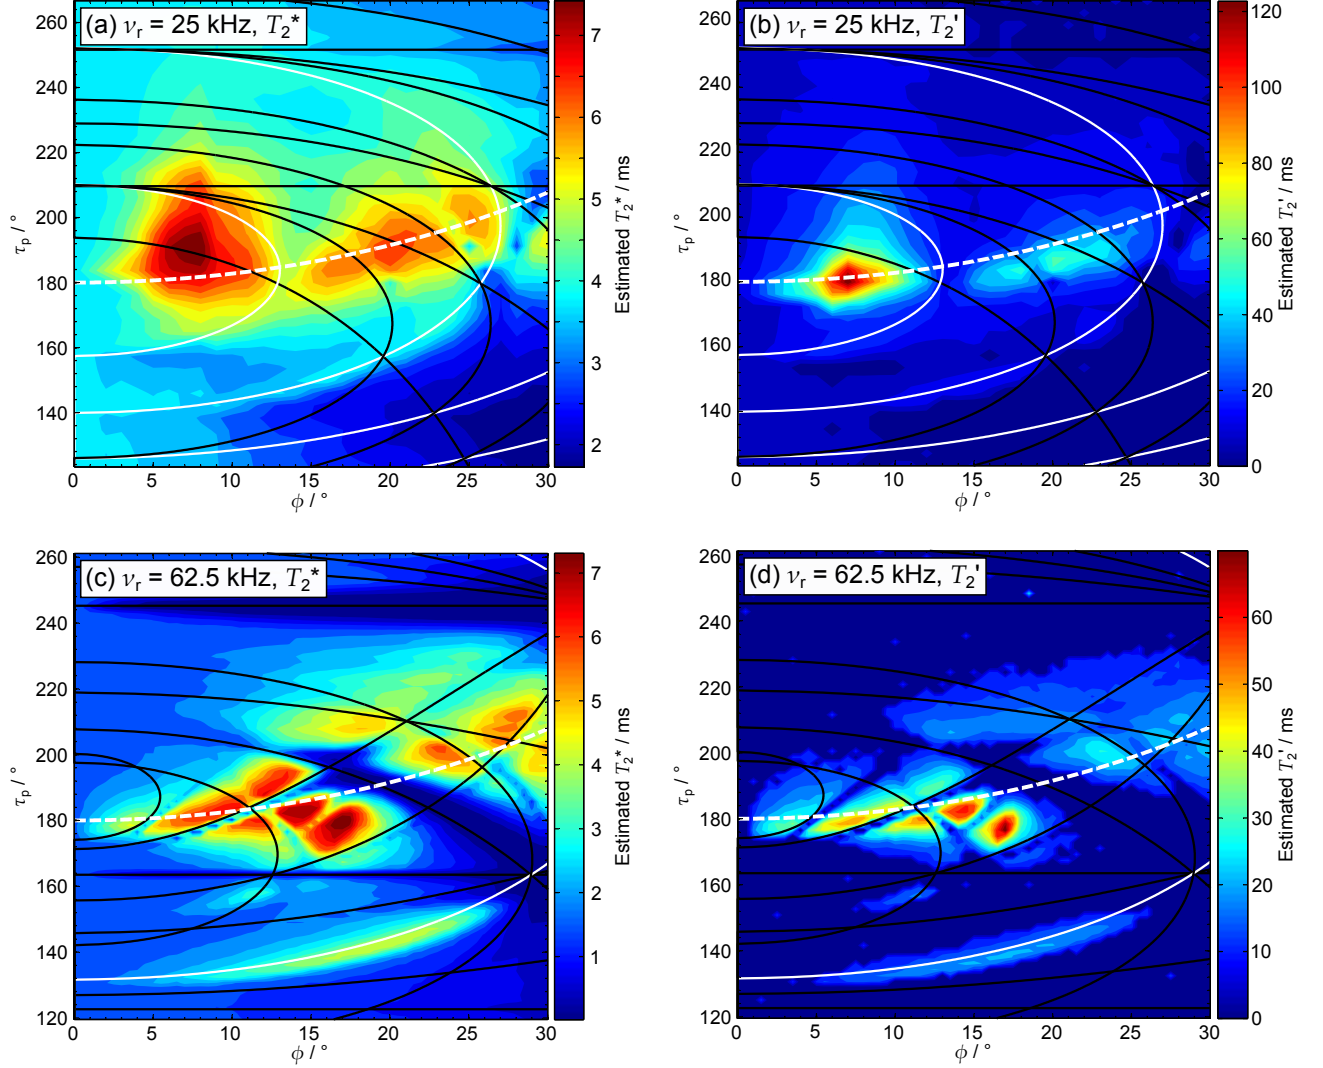 (a) νr = 25 kHz, T2*
260
240
220
200
180
160
140
τp / °
0 5 10 15 20 25 30
ϕ / °
7
6
5
4
3
2
Estimated T2* / ms
(b) νr = 25 kHz, T2'
260
240
220
200
180
160
140
τp / °
0 5 10 15 20 25 30
ϕ / °
120
100
80
60
40
20
0
Estimated T2' / ms
(c) νr = 62.5 kHz, T2*
260
240
220
200
180
160
140
120
τp / °
0 5 10 15 20 25 30
ϕ / °
7
6
5
4
3
2
1
Estimated T2* / ms
(d) νr = 62.5 kHz, T2'
260
240
220
200
180
160
140
120
τp / °
0 5 10 15 20 25 30
ϕ / °
60
50
40
30
20
10
0
Estimated T2' / ms